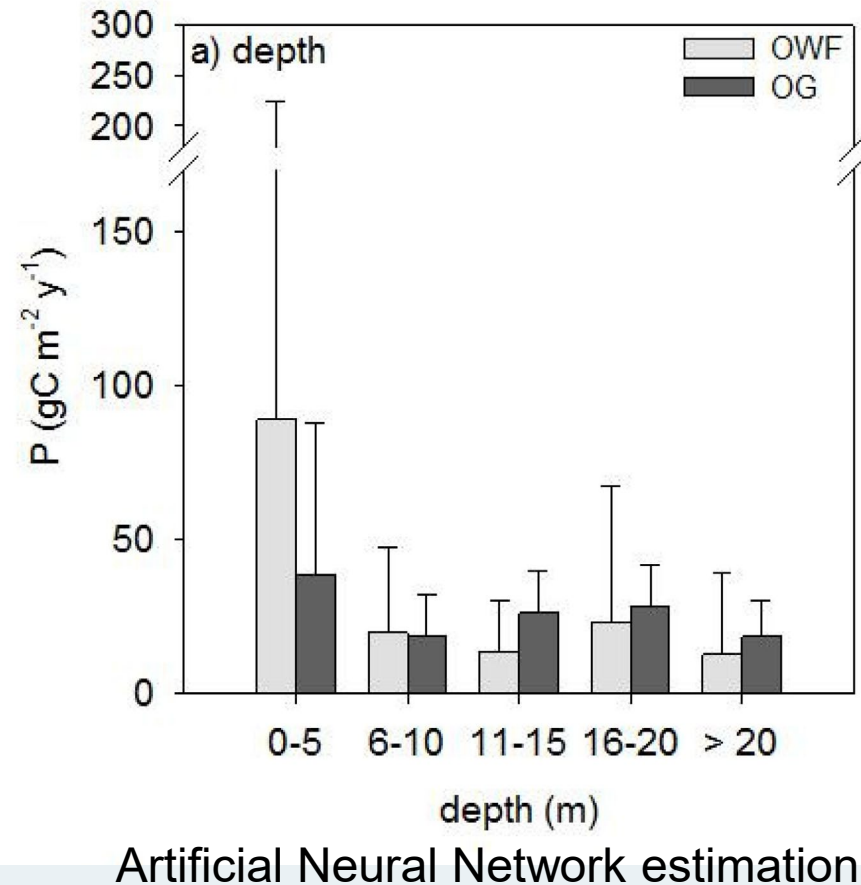 a) depth
OWF
OG
300
250
200
150
100
50
0
P (gC m⁻² y⁻¹)
0-5 6-10 11-15 16-20 > 20
depth (m)
Artificial Neural Network estimation